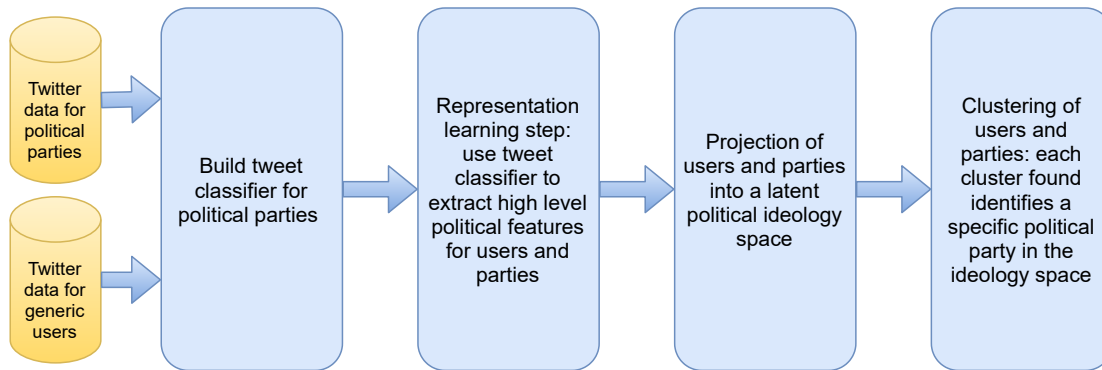 Twitter
data for
political
parties
Twitter
data for
generic
users
Build tweet
classifier for
political parties
Representation
learning step:
use tweet
classifier to
extract high level
political features
for users and
parties
Projection of
users and parties
into a latent
political ideology
space
Clustering of
users and
parties: each
cluster found
identifies a
specific political
party in the
ideology space